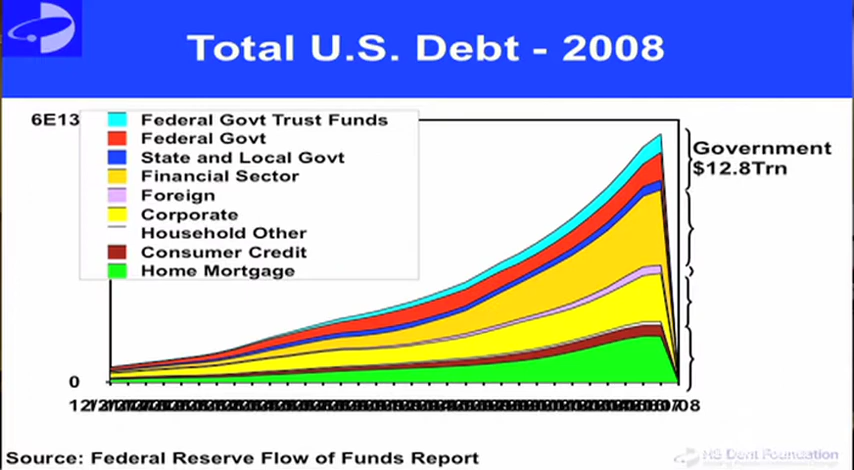 Total U.S. Debt - 2008
6E13
Federal Govt Trust Funds
Federal Govt
State and Local Govt
Financial Sector
Foreign
Corporate
Household Other
Consumer Credit
Home Mortgage
Government
$12.8Trn
0
Source: Federal Reserve Flow of Funds Report
HS Dent Foundation